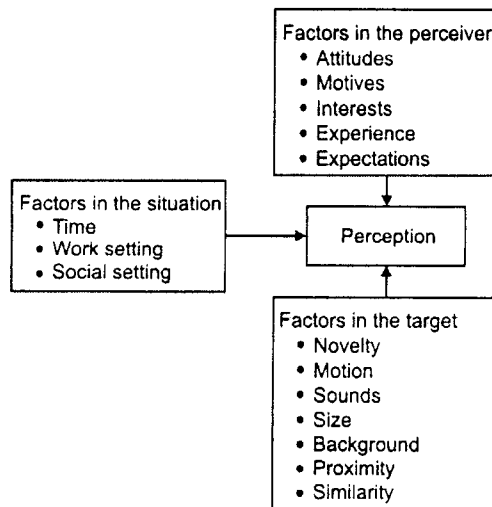 Factors in the perceiver
• Attitudes
• Motives
• Interests
• Experience
• Expectations
Factors in the situation
• Time
• Work setting
• Social setting
Perception
Factors in the target
• Novelty
• Motion
• Sounds
• Size
• Background
• Proximity
• Similarity